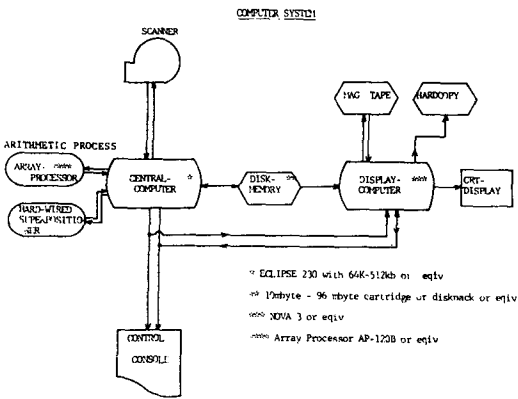 COMPUTER SYSTEM
SCANNER
MAG TAPE
HARDCOPY
ARITHMETIC PROCESS
ARRAY- ****
PROCESSOR
CENTRAL- *
COMPUTER
DISK- **
MEMORY
DISPLAY- ***
COMPUTER
CRT-
DISPLAY
HARD-WIRED
SUPERPOSITIO
-NER
* ECLIPSE 230 with 64K-512kb or eqiv
** 10mbyte - 96 mbyte cartridge or diskpack or eqiv
*** NOVA 3 or eqiv
**** Array Processor AP-120B or eqiv
CONTROL
CONSOLE